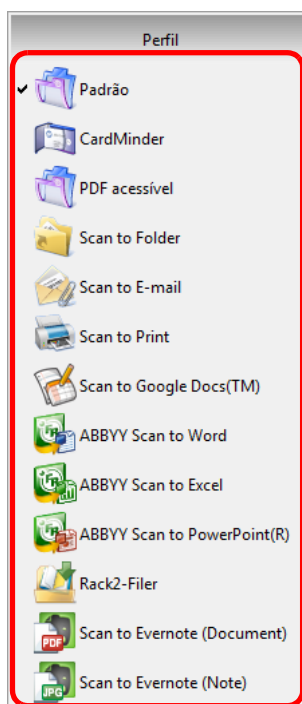 Perfil
Padrão
CardMinder
PDF acessível
Scan to Folder
Scan to E-mail
Scan to Print
Scan to Google Docs(TM)
ABBYY Scan to Word
ABBYY Scan to Excel
ABBYY Scan to PowerPoint(R)
Rack2-Filer
PDF Scan to Evernote (Document)
JPG Scan to Evernote (Note)